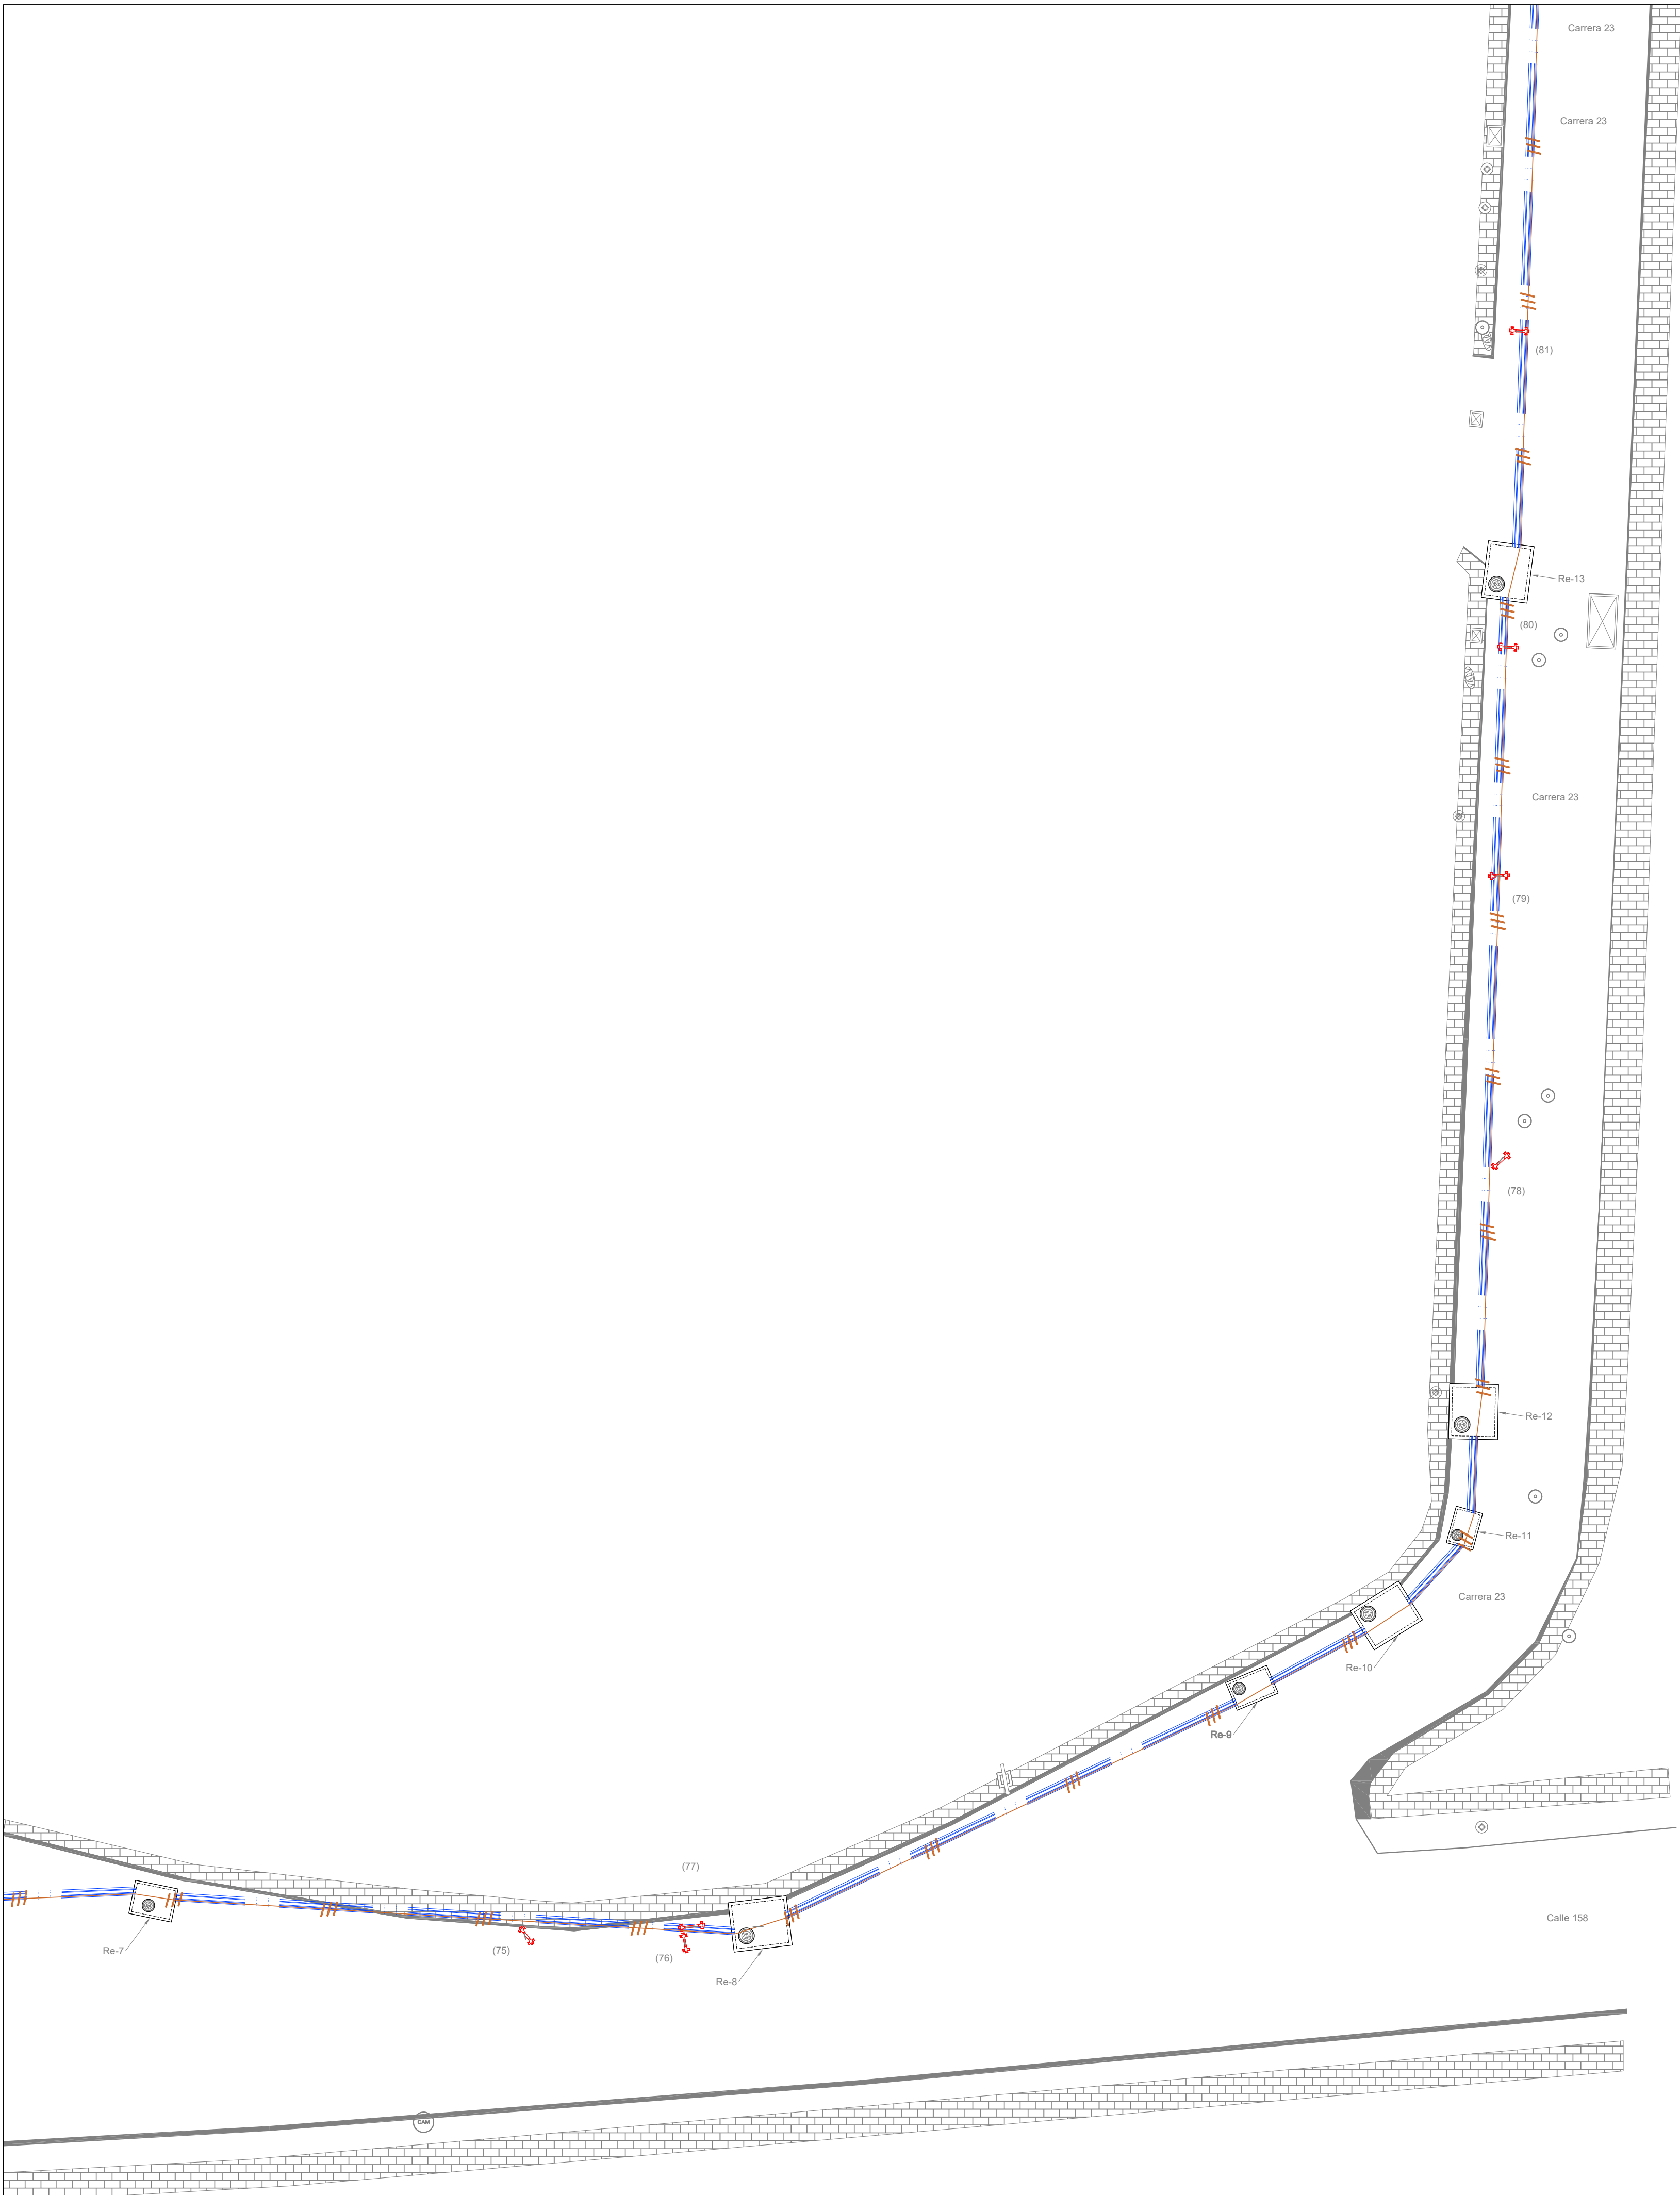 Carrera 23
Carrera 23
(81)
Re-13
(80)
Carrera 23
(79)
(78)
Re-12
Re-11
Carrera 23
Re-10
Re-9
(77)
Calle 158
Re-7
(75)
(76)
Re-8
CAM